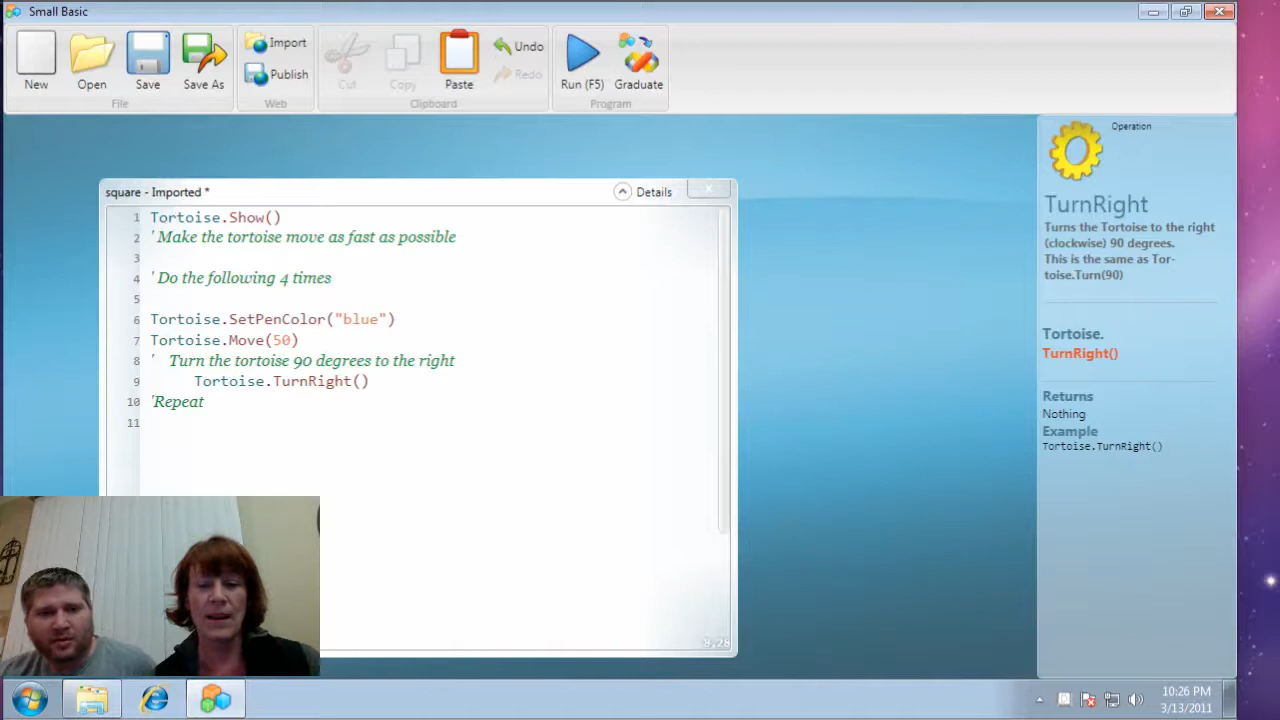 Small Basic
New
Open
Save
Save As
File
Import
Publish
Web
Cut
Copy
Paste
Undo
Redo
Clipboard
Run (F5)
Graduate
Program
square - Imported *
Details
1 Tortoise.Show()
2 ' Make the tortoise move as fast as possible
3
4 ' Do the following 4 times
5
6 Tortoise.SetPenColor("blue")
7 Tortoise.Move(50)
8 ' Turn the tortoise 90 degrees to the right
9 Tortoise.TurnRight()
10 'Repeat
11
9,28
Operation
TurnRight
Turns the Tortoise to the right
(clockwise) 90 degrees.
This is the same as Tor-
toise.Turn(90)
Tortoise.
TurnRight()
Returns
Nothing
Example
Tortoise.TurnRight()
10:26 PM
3/13/2011